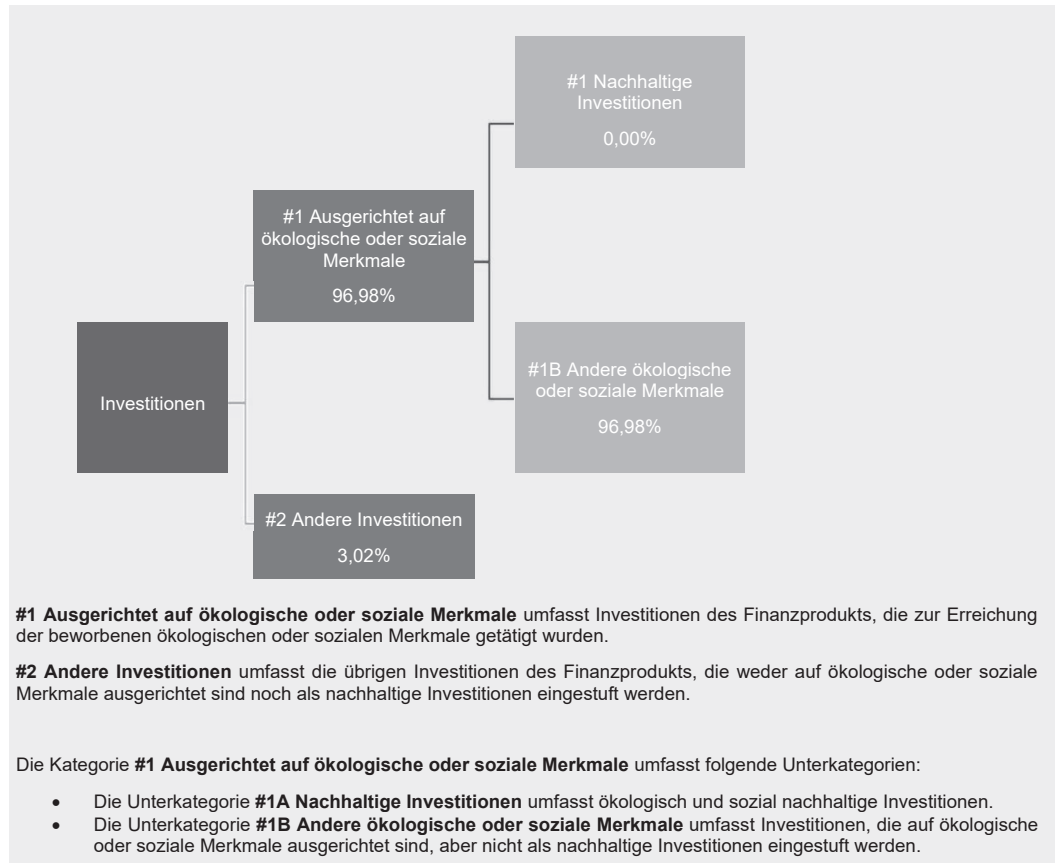 #1 Nachhaltige
Investitionen
0,00%
#1 Ausgerichtet auf
ökologische oder soziale
Merkmale
96,98%
Investitionen
#1B Andere ökologische
oder soziale Merkmale
96,98%
#2 Andere Investitionen
3,02%
#1 Ausgerichtet auf ökologische oder soziale Merkmale umfasst Investitionen des Finanzprodukts, die zur Erreichung
der beworbenen ökologischen oder sozialen Merkmale getätigt wurden.
#2 Andere Investitionen umfasst die übrigen Investitionen des Finanzprodukts, die weder auf ökologische oder soziale
Merkmale ausgerichtet sind noch als nachhaltige Investitionen eingestuft werden.
Die Kategorie #1 Ausgerichtet auf ökologische oder soziale Merkmale umfasst folgende Unterkategorien:
• Die Unterkategorie #1A Nachhaltige Investitionen umfasst ökologisch und sozial nachhaltige Investitionen.
• Die Unterkategorie #1B Andere ökologische oder soziale Merkmale umfasst Investitionen, die auf ökologische
oder soziale Merkmale ausgerichtet sind, aber nicht als nachhaltige Investitionen eingestuft werden.